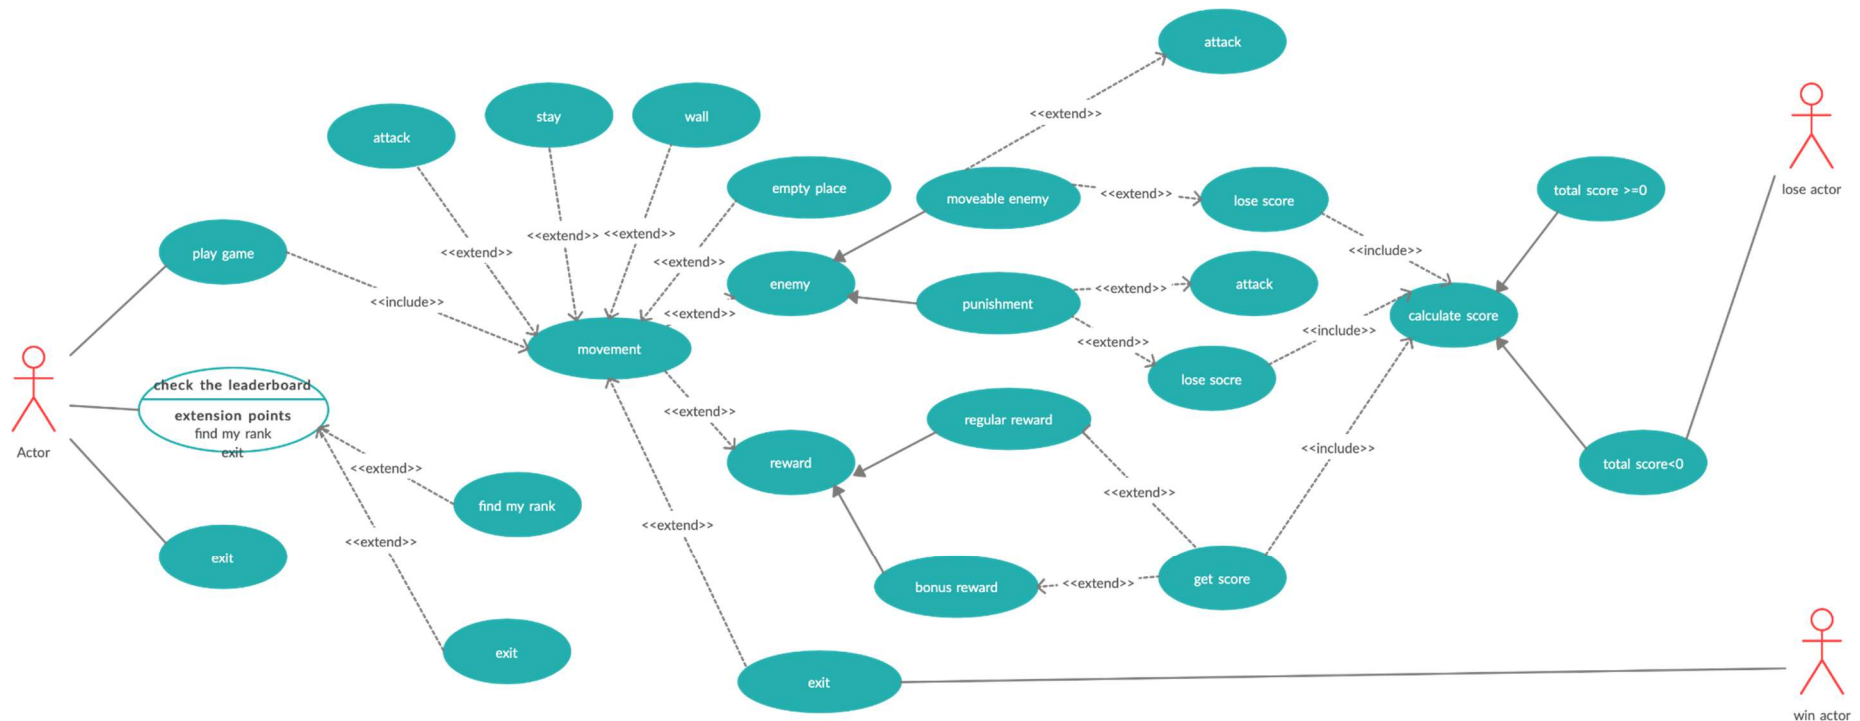 attack
<<extend>>
attack
stay
wall
empty place
moveable enemy
<<extend>>
lose score
total score >=0
lose actor
<<extend>>
<<extend>>
<<extend>>
<<extend>>
<<include>>
play game
<<include>>
enemy
<<extend>>
punishment
<<extend>>
attack
<<include>>
calculate score
movement
<<extend>>
lose socre
check the leaderboard
extension points
find my rank
exit
Actor
<<extend>>
regular reward
<<include>>
reward
total score<0
<<extend>>
find my rank
<<extend>>
<<extend>>
<<extend>>
exit
bonus reward
<<extend>>
get score
exit
exit
win actor